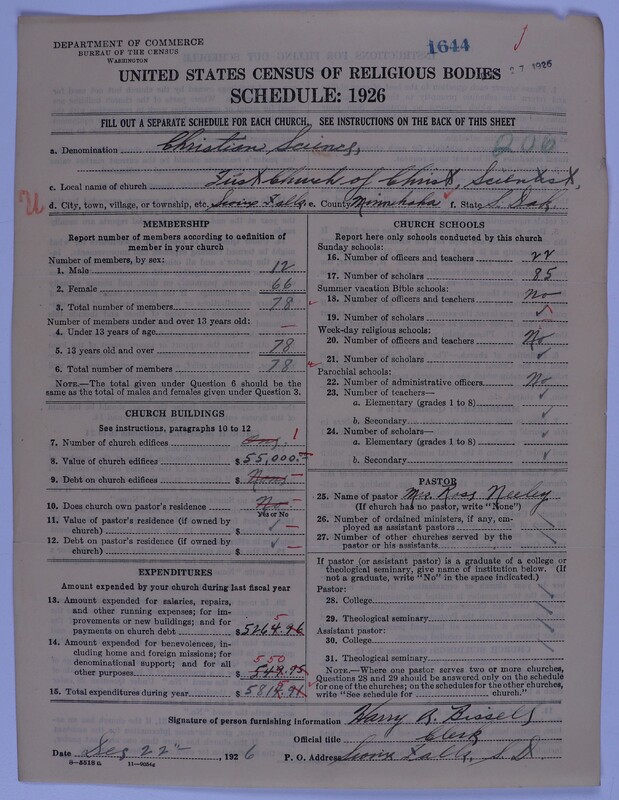 DEPARTMENT OF COMMERCE
BUREAU OF THE CENSUS
WASHINGTON
1644
27 1926
UNITED STATES CENSUS OF RELIGIOUS BODIES
SCHEDULE: 1926
FILL OUT A SEPARATE SCHEDULE FOR EACH CHURCH. SEE INSTRUCTIONS ON THE BACK OF THIS SHEET
a. Denomination Christian Science, 206
c. Local name of church First Church of Christ, Scientist,
d. City, town, village, or township, etc. Sioux Falls e. County Minnehaha f. State S. Dak.
MEMBERSHIP
Report number of members according to definition of
member in your church
Number of members, by sex:
1. Male 12
2. Female 66
3. Total number of members 78
Number of members under and over 13 years old:
4. Under 13 years of age —
5. 13 years old and over 78
6. Total number of members 78
NOTE.—The total given under Question 6 should be
the same as the total of males and females given under Question 3.
CHURCH BUILDINGS
See instructions, paragraphs 10 to 12
7. Number of church edifices 1
8. Value of church edifices $55,000.—
9. Debt on church edifices $ None —
10. Does church own pastor's residence No —
Yes or No
11. Value of pastor's residence (if owned by
church) $ —
12. Debt on pastor's residence (if owned by
church) $ —
EXPENDITURES
Amount expended by your church during last fiscal year
13. Amount expended for salaries, repairs,
and other running expenses; for im-
provements or new buildings; and for
payments on church debt $5264.96
5
14. Amount expended for benevolences, in-
cluding home and foreign missions; for
denominational support; and for all
other purposes $ 549.95
550
15. Total expenditures during year $ 5814.91
CHURCH SCHOOLS
Report here only schools conducted by this church
Sunday schools:
16. Number of officers and teachers 22
17. Number of scholars 85
Summer vacation Bible schools:
18. Number of officers and teachers No
19. Number of scholars
Week-day religious schools:
20. Number of officers and teachers No
21. Number of scholars
Parochial schools:
22. Number of administrative officers No
23. Number of teachers—
a. Elementary (grades 1 to 8)
b. Secondary
24. Number of scholars—
a. Elementary (grades 1 to 8)
b. Secondary
PASTOR
25. Name of pastor Mrs. Ross Neeley
(If church has no pastor, write "None")
26. Number of ordained ministers, if any, em-
ployed as assistant pastors
27. Number of other churches served by the
pastor or his assistants
If pastor (or assistant pastor) is a graduate of a college or
theological seminary, give name of institution below. (If
not a graduate, write "No" in the space indicated.)
Pastor:
28. College
29. Theological seminary
Assistant pastor:
30. College
31. Theological seminary
NOTE.—Where one pastor serves two or more churches,
Questions 28 and 29 should be answered only on the schedule
for one of the churches; on the schedules for the other churches,
write "See schedule for ______ church."
Signature of person furnishing information Harry A. Bissell
Official title Clerk
Date Dec 22 , 1926 P. O. Address Sioux Falls, S.D.